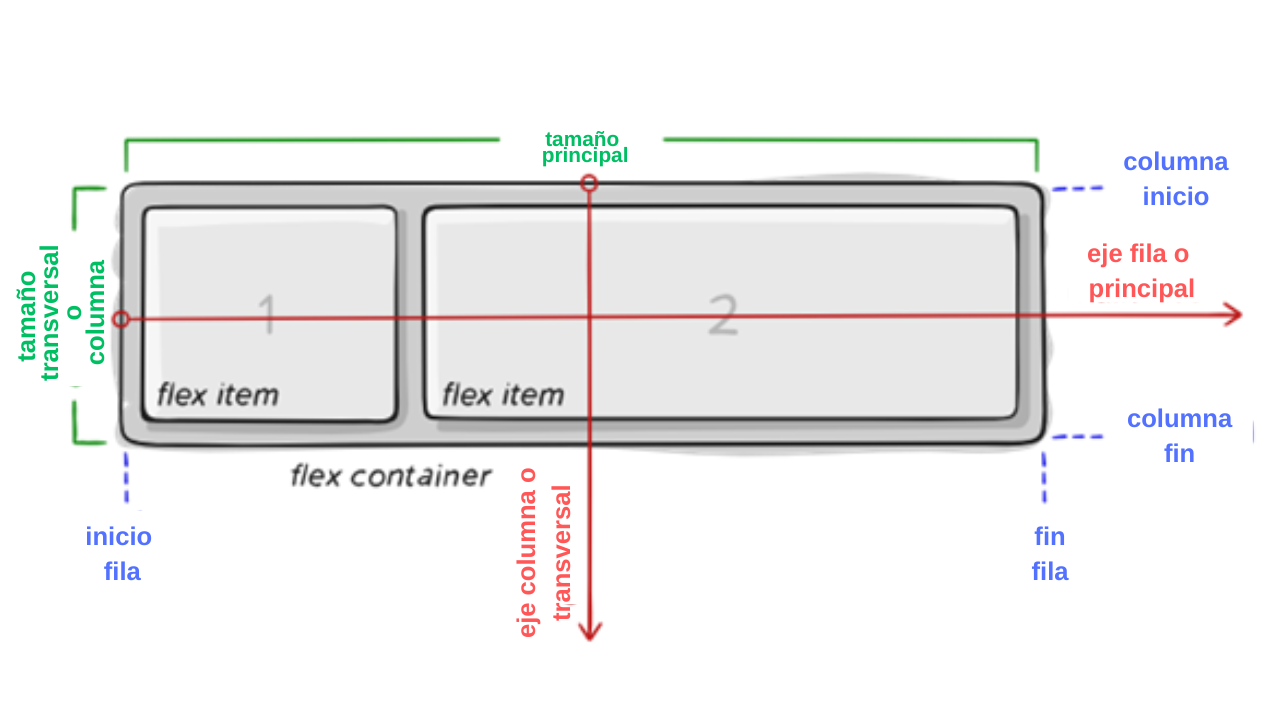 tamaño
principal
columna
inicio
eje fila o
principal
tamaño
transversal
o
columna
1
2
flex item
flex item
columna
fin
flex container
eje columna o
transversal
inicio
fila
fin
fila